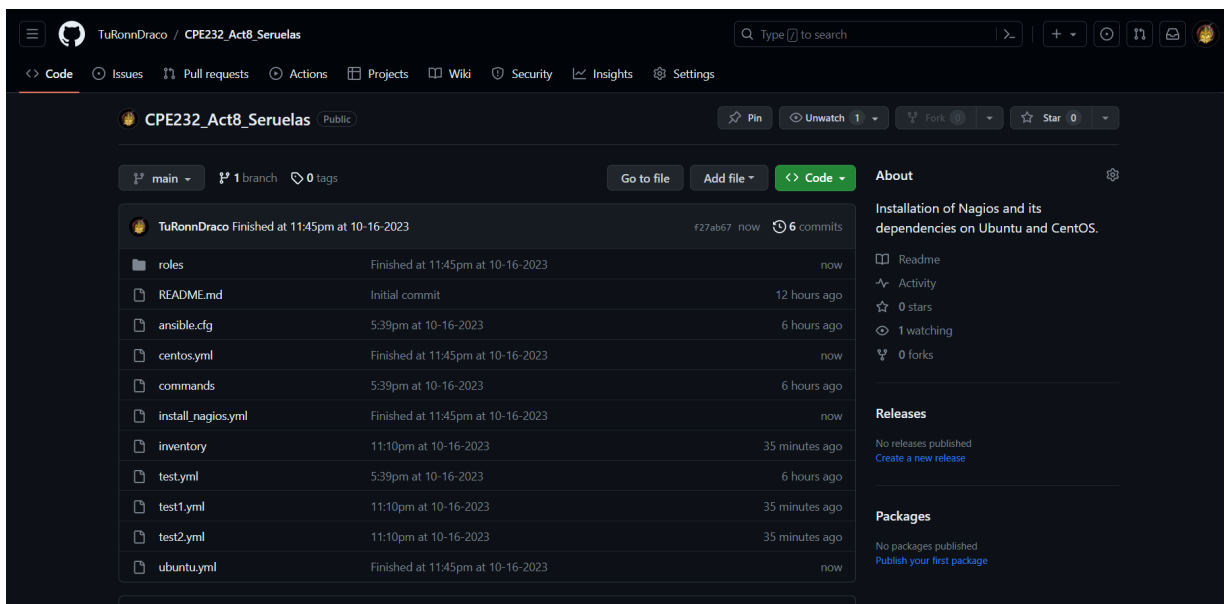 TuRonnDraco / CPE232_Act8_Seruelas
Type / to search
Code Issues Pull requests Actions Projects Wiki Security Insights Settings
CPE232_Act8_Seruelas Public
Pin Unwatch 1 Fork 0 Star 0
main 1 branch 0 tags Go to file Add file Code
TuRonnDraco Finished at 11:45pm at 10-16-2023 f27ab67 now 6 commits
roles Finished at 11:45pm at 10-16-2023 now
README.md Initial commit 12 hours ago
ansible.cfg 5:39pm at 10-16-2023 6 hours ago
centos.yml Finished at 11:45pm at 10-16-2023 now
commands 5:39pm at 10-16-2023 6 hours ago
install_nagios.yml Finished at 11:45pm at 10-16-2023 now
inventory 11:10pm at 10-16-2023 35 minutes ago
test.yml 5:39pm at 10-16-2023 6 hours ago
test1.yml 11:10pm at 10-16-2023 35 minutes ago
test2.yml 11:10pm at 10-16-2023 35 minutes ago
ubuntu.yml Finished at 11:45pm at 10-16-2023 now
About
Installation of Nagios and its
dependencies on Ubuntu and CentOS.
Readme
Activity
0 stars
1 watching
0 forks
Releases
No releases published
Create a new release
Packages
No packages published
Publish your first package